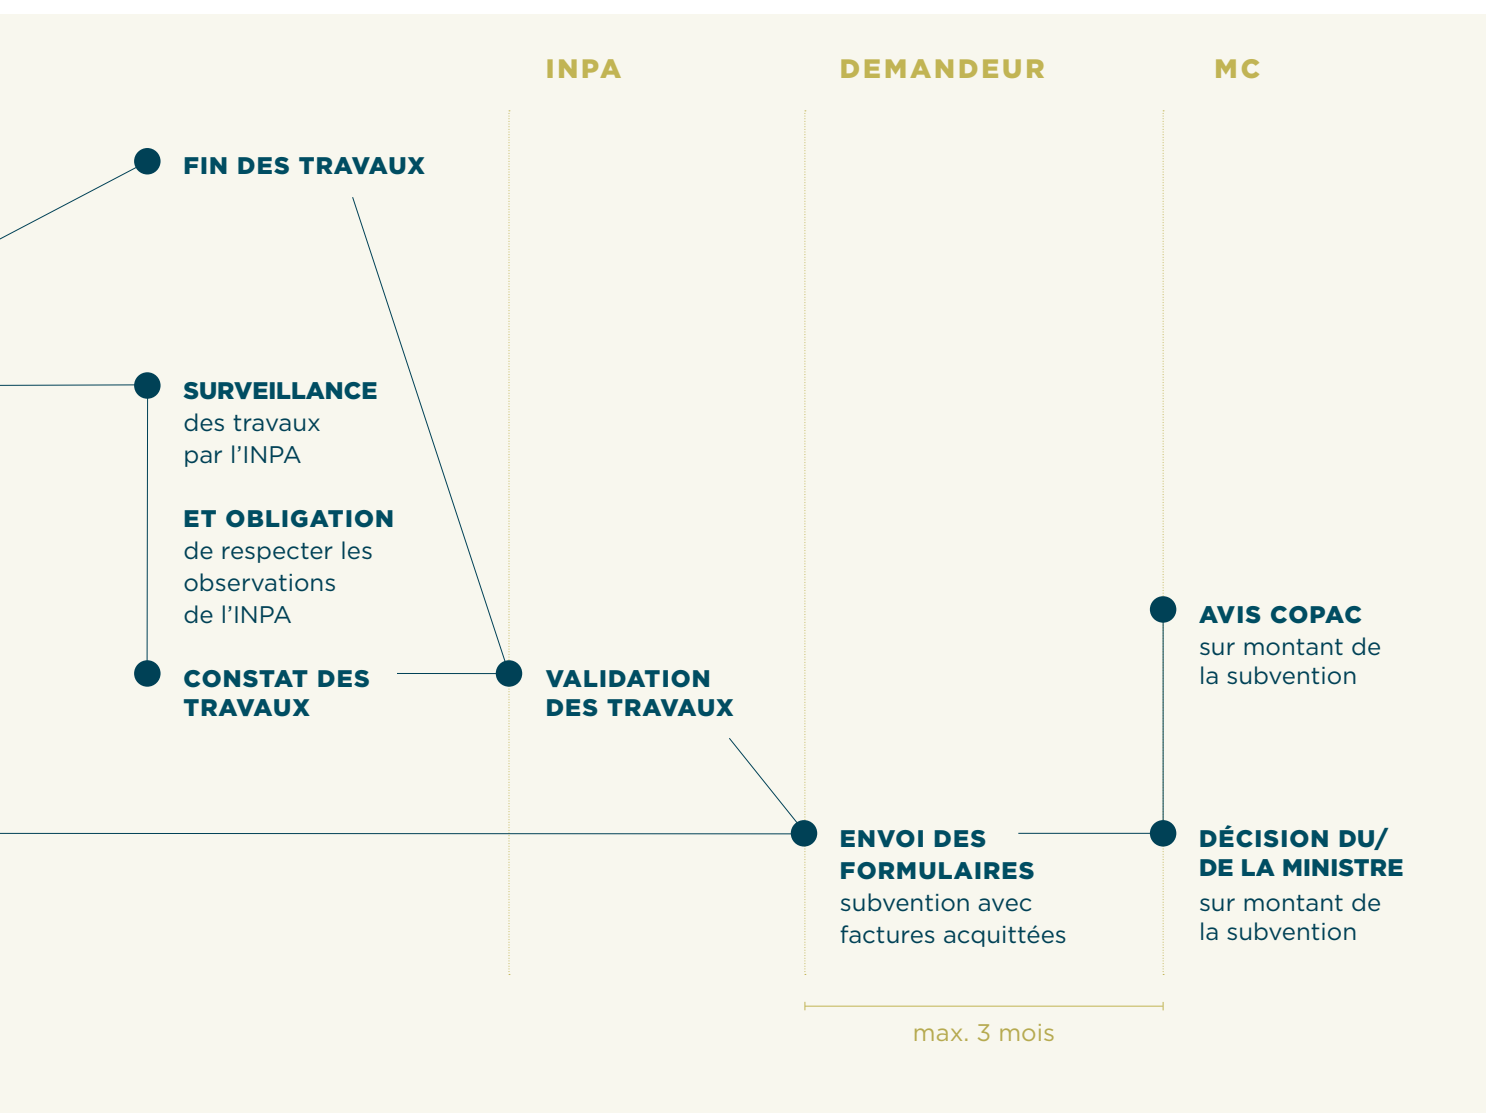 INPA
DEMANDEUR
MC
FIN DES TRAVAUX
SURVEILLANCE
des travaux
par l’INPA
ET OBLIGATION
de respecter les
observations
de l’INPA
CONSTAT DES
TRAVAUX
VALIDATION
DES TRAVAUX
ENVOI DES
FORMULAIRES
subvention avec
factures acquittées
AVIS COPAC
sur montant de
la subvention
DÉCISION DU/
DE LA MINISTRE
sur montant de
la subvention
max. 3 mois